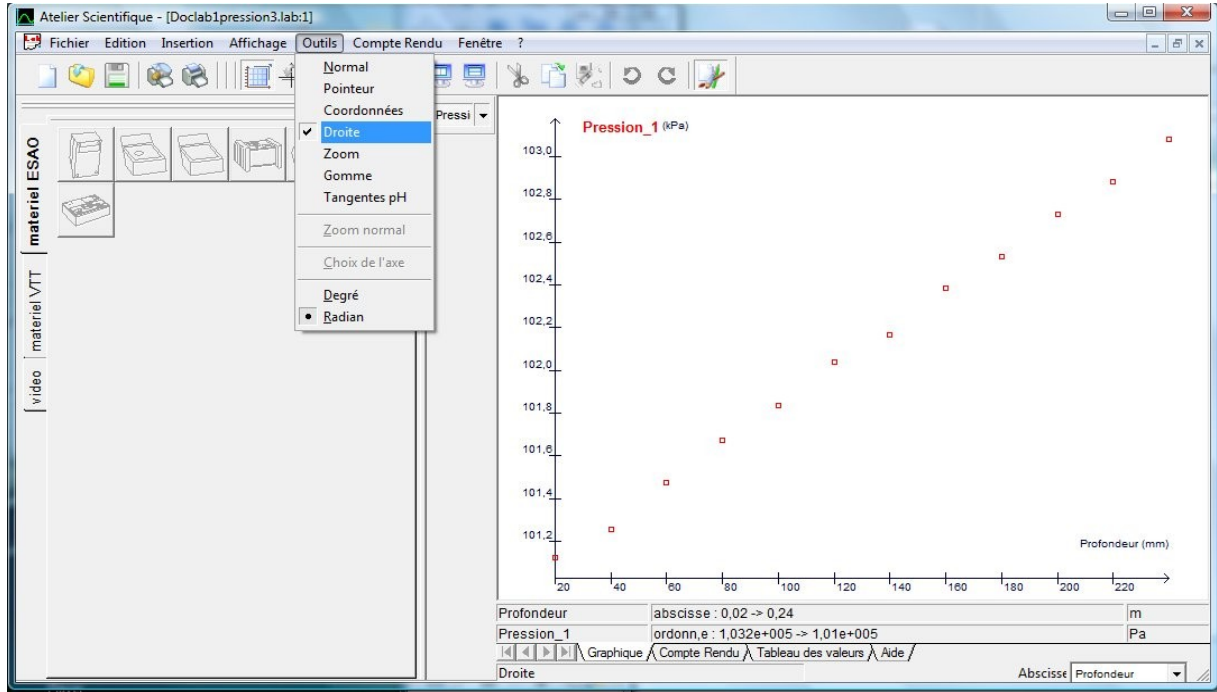 Atelier Scientifique - [Doclab1pression3.lab:1]
Fichier Edition Insertion Affichage Outils Compte Rendu Fenêtre ?
Normal
Pointeur
Coordonnées
Droite
Zoom
Gomme
Tangentes pH
Zoom normal
Choix de l'axe
Degré
Radian
Pressi
materiel ESAO
materiel VTT
video
Pression_1 (kPa)
103,0
102,8
102,6
102,4
102,2
102,0
101,8
101,6
101,4
101,2
Profondeur (mm)
20 40 60 80 100 120 140 160 180 200 220
Profondeur abscisse : 0,02 -> 0,24 m
Pression_1 ordonn,e : 1,032e+005 -> 1,01e+005 Pa
Graphique Compte Rendu Tableau des valeurs Aide
Droite Abscisse Profondeur